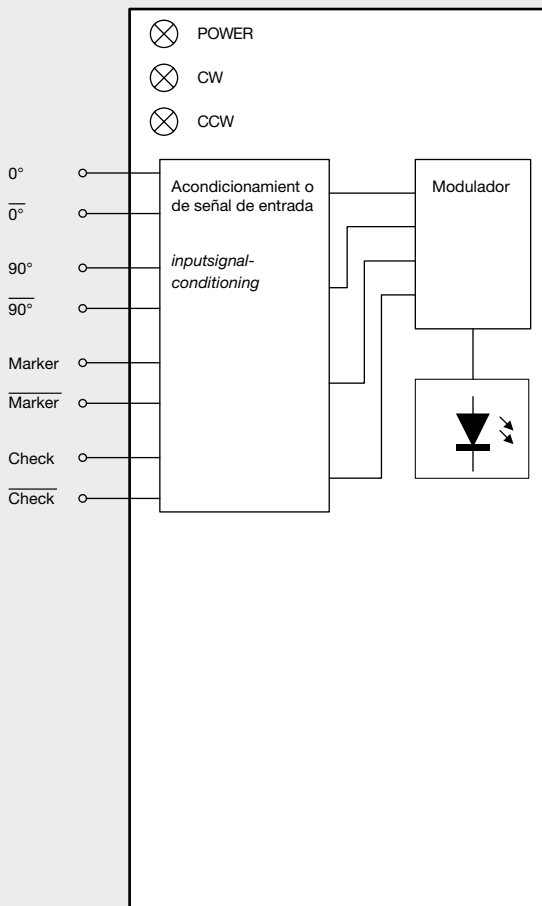 POWER
CW
CCW
0°
0°
90°
90°
Marker
Marker
Check
Check
Acondicionamient o
de señal de entrada
inputsignal-
conditioning
Modulador